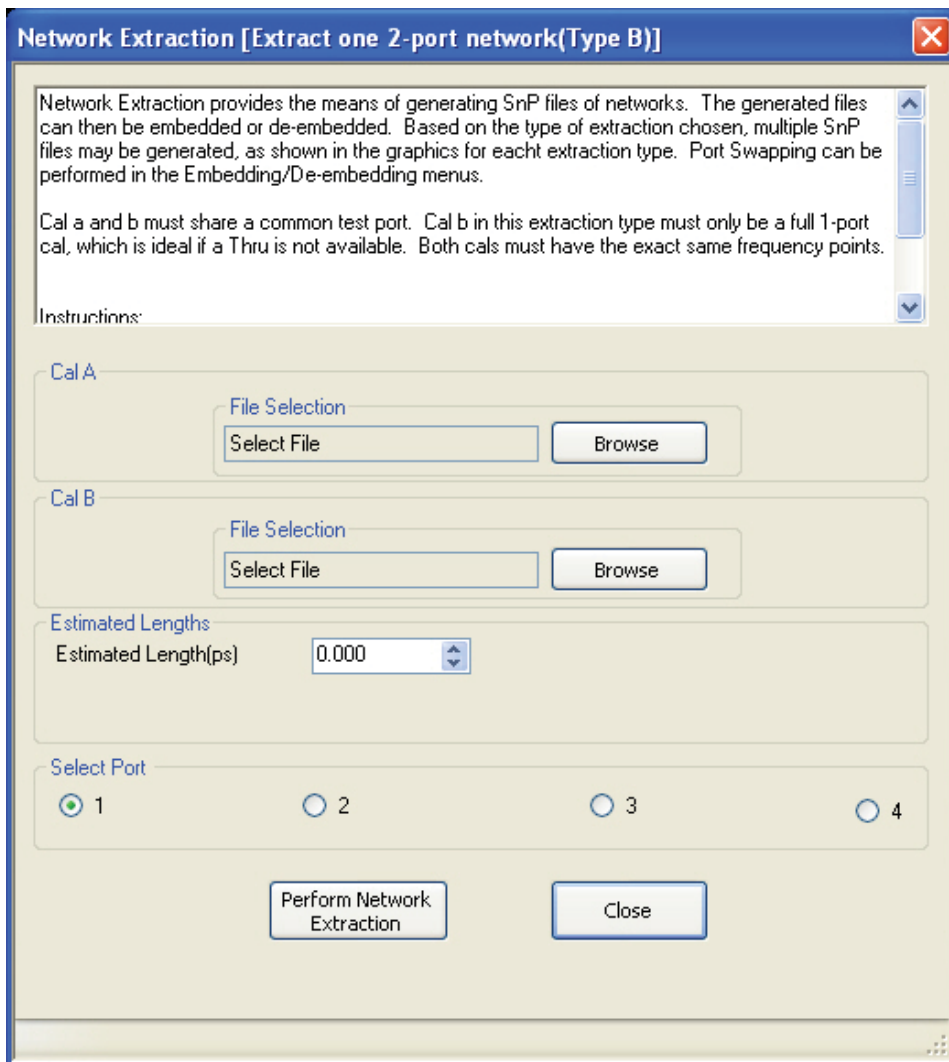 Network Extraction [Extract one 2-port network(Type B)]
Network Extraction provides the means of generating SnP files of networks.  The generated files
can then be embedded or de-embedded.  Based on the type of extraction chosen, multiple SnP
files may be generated, as shown in the graphics for eacht extraction type.  Port Swapping can be
performed in the Embedding/De-embedding menus.
Cal a and b must share a common test port.  Cal b in this extraction type must only be a full 1-port
cal, which is ideal if a Thru is not available.  Both cals must have the exact same frequency points.
Instructions:
Cal A
File Selection
Select File
Browse
Cal B
File Selection
Select File
Browse
Estimated Lengths
Estimated Length(ps)
0.000
Select Port
1
2
3
4
Perform Network
Extraction
Close